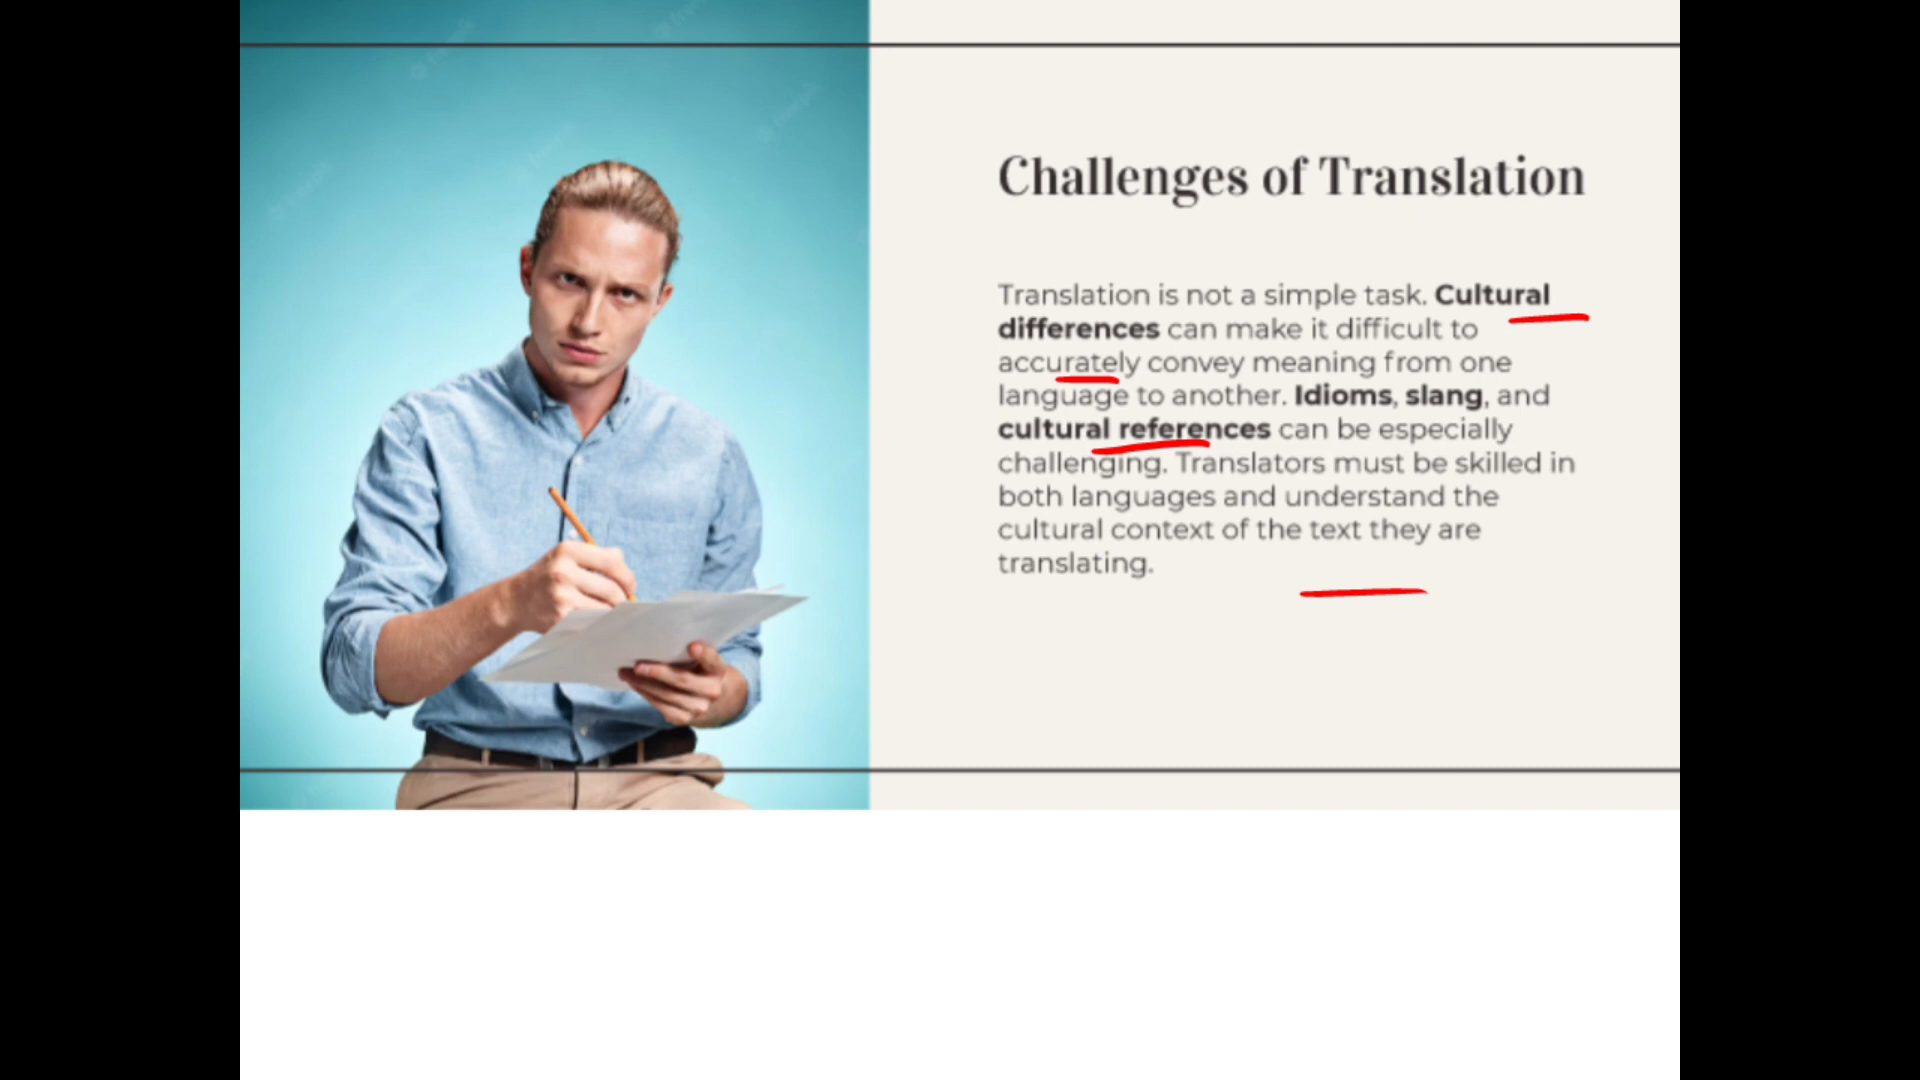 Challenges of Translation
Translation is not a simple task. Cultural
differences can make it difficult to
accurately convey meaning from one
language to another. Idioms, slang, and
cultural references can be especially
challenging. Translators must be skilled in
both languages and understand the
cultural context of the text they are
translating.